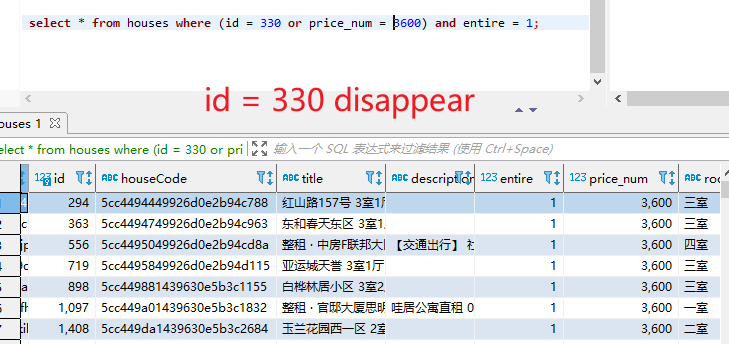 select * from houses where (id = 330 or price_num = 3600) and entire = 1;
id = 330 disappear
ouses 1
elect * from houses where (id = 330 or pri 输入一个 SQL 表达式来过滤结果 (使用 Ctrl+Space)
123 id ABC houseCode ABC title ABC description ABC entire 123 price_num ABC roo
294 5cc4494449926d0e2b94c788 红山路157号 3室1厅 1 3,600 三室
363 5cc4494749926d0e2b94c963 东和春天东区 3室1 1 3,600 三室
556 5cc4495049926d0e2b94cd8a 整租·中房F联邦大 【交通出行】 社 1 3,600 四室
719 5cc4495849926d0e2b94d115 亚运城天誉 3室1厅 1 3,600 三室
898 5cc449881439630e5b3c1155 白桦林居小区 3室2 1 3,600 三室
1,097 5cc449a01439630e5b3c1832 整租·官邸大厦思明 哇居公寓直租 0 1 3,600 一室
1,408 5cc449da1439630e5b3c2684 玉兰花园西一区 2室 1 3,600 二室